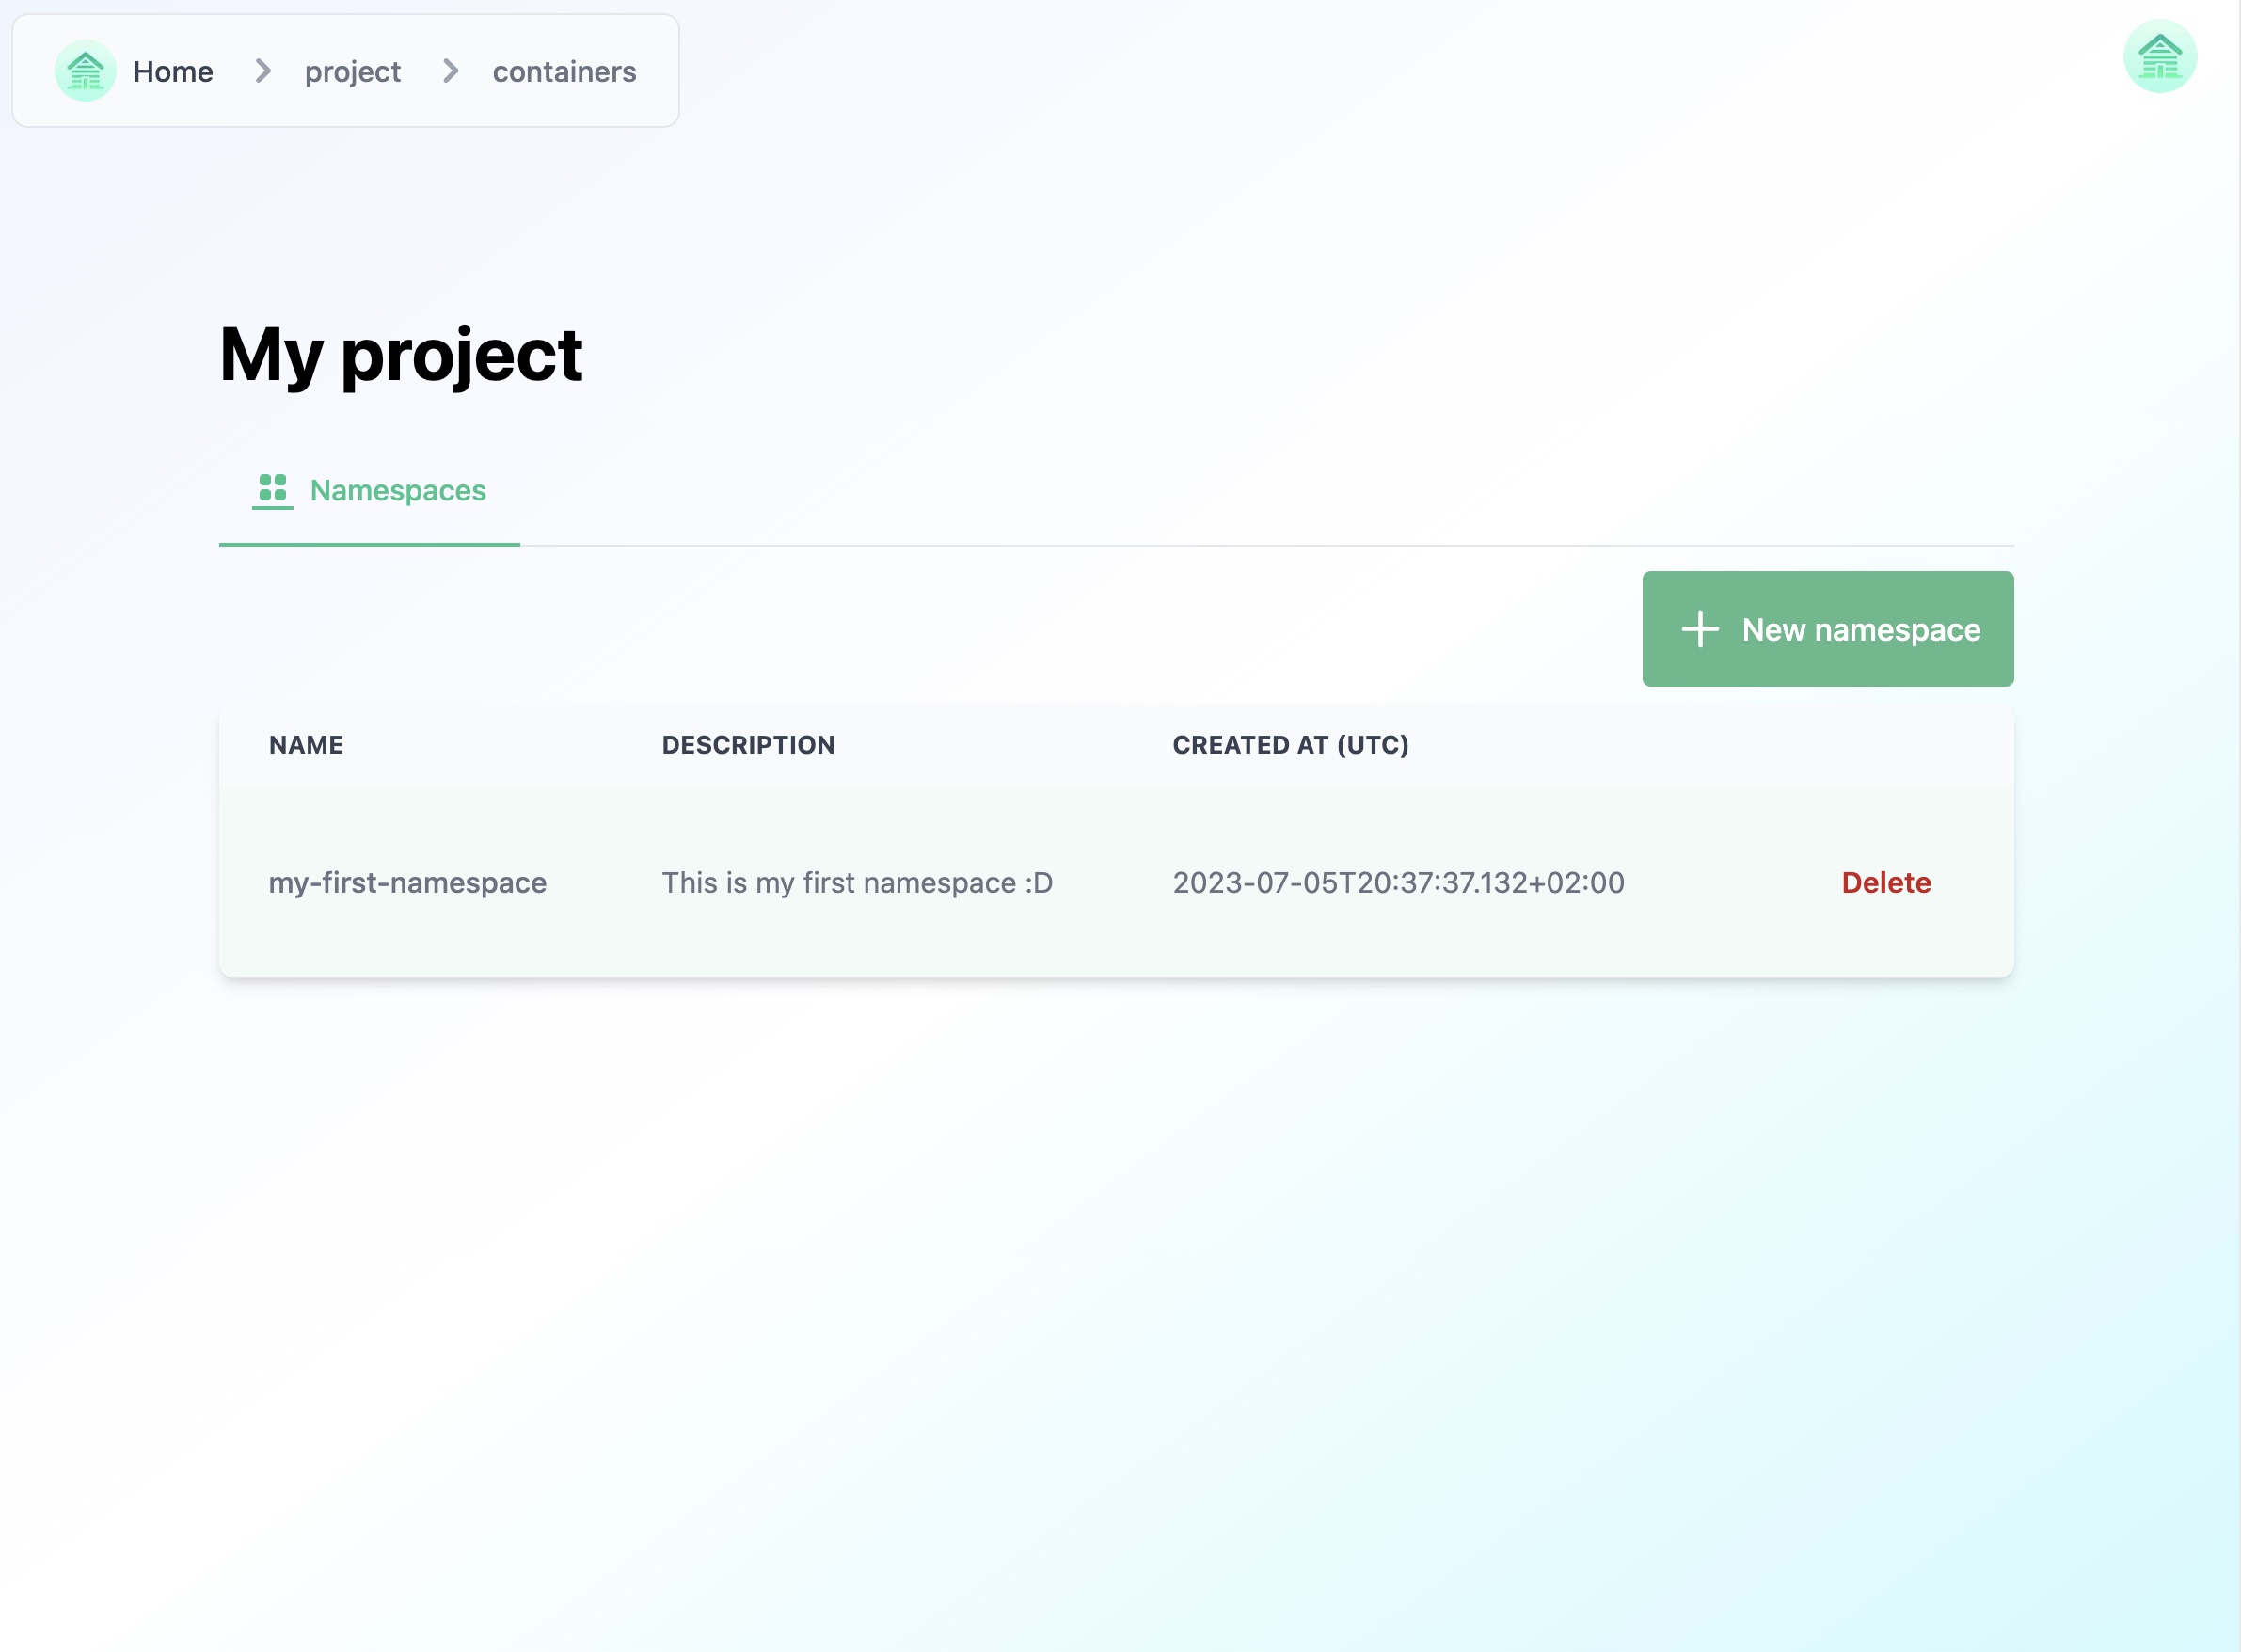 Home project containers
My project
Namespaces
New namespace
NAME DESCRIPTION CREATED AT (UTC)
my-first-namespace This is my first namespace :D 2023-07-05T20:37:37.132+02:00 Delete